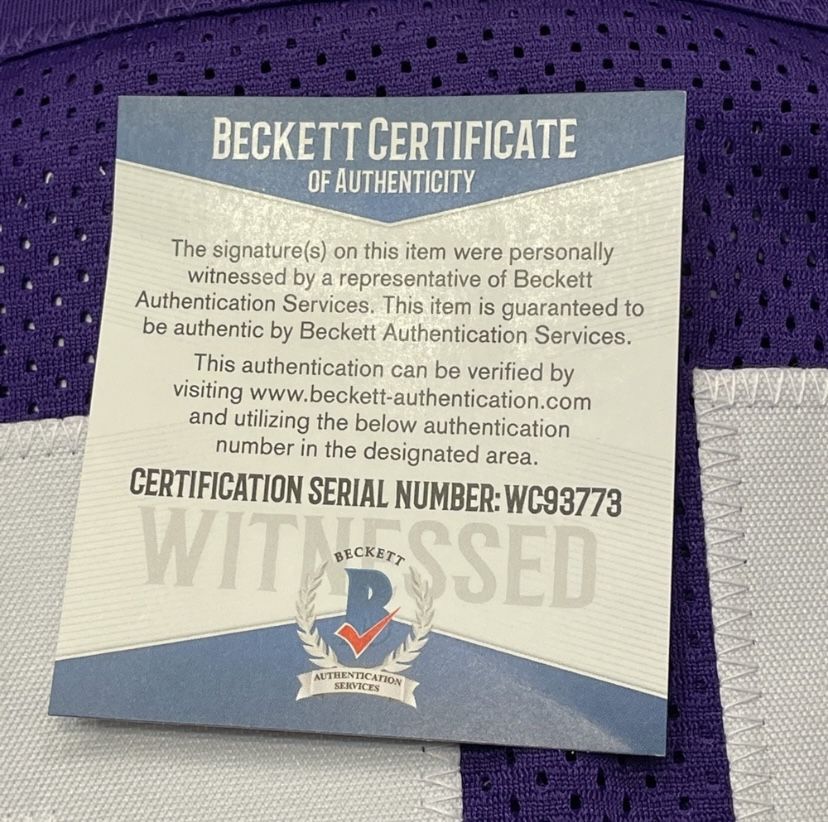 BECKETT CERTIFICATE
OF AUTHENTICITY
The signature(s) on this item were personally
witnessed by a representative of Beckett
Authentication Services. This item is guaranteed to
be authentic by Beckett Authentication Services.
This authentication can be verified by
visiting www.beckett-authentication.com
and utilizing the below authentication
number in the designated area.
CERTIFICATION SERIAL NUMBER: WC93773
WITNESSED
BECKETT
B
AUTHENTICATION
SERVICES